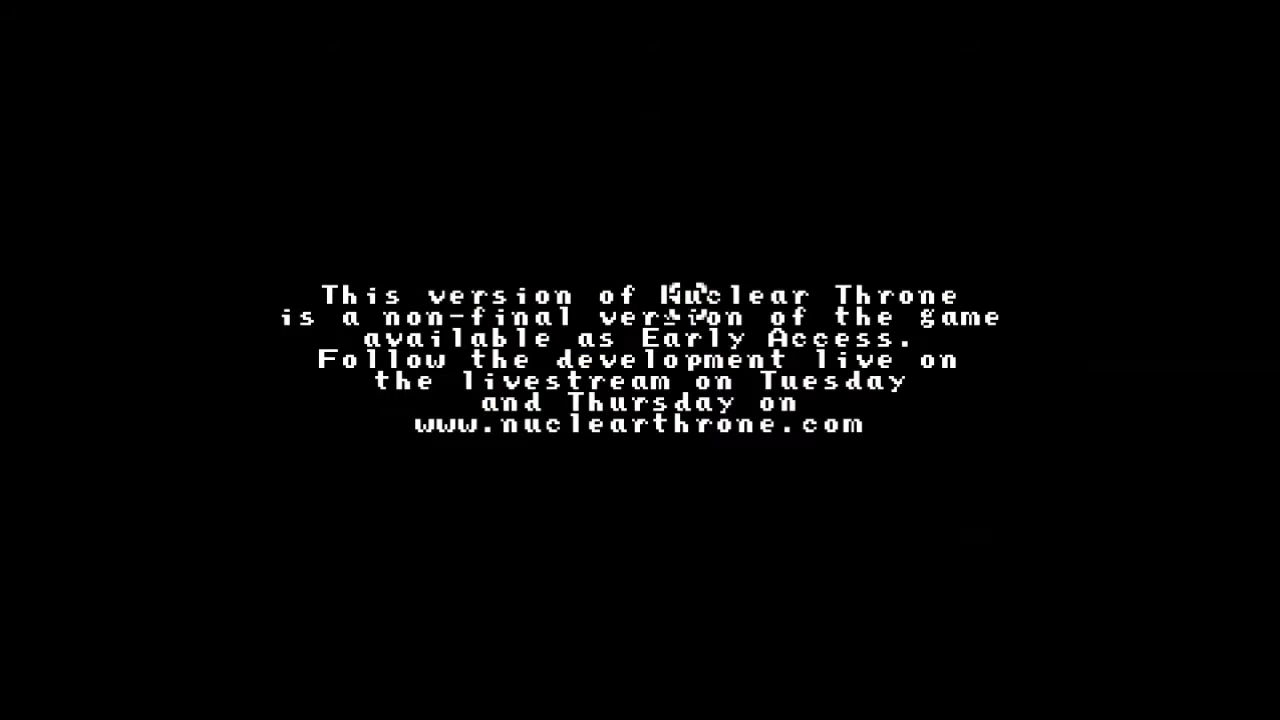 This version of Nuclear Throne
is a non-final version of the game
available as Early Access.
Follow the development live on
the livestream on Tuesday
and Thursday on
www.nuclearthrone.com